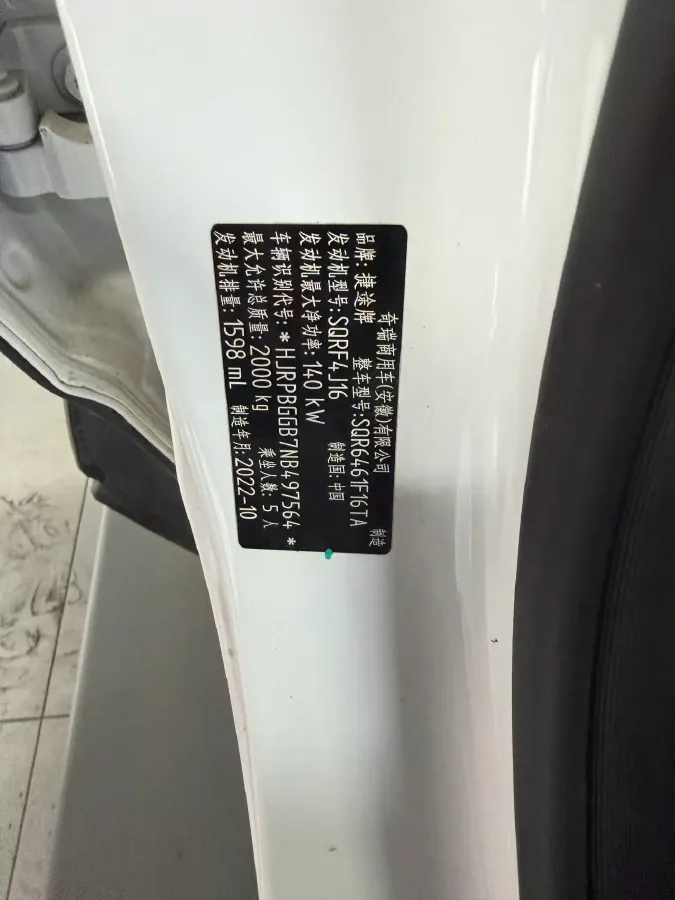 奇瑞商用车(安徽)有限公司 制造
品牌: 捷途牌 整车型号:SQR6461F16TA
发动机型号:SQRF4J16 制造国:中国
发动机最大净功率: 140 kW
车辆识别代号: *HJRPBGGB7NB497564*
最大允许总质量: 2000 kg 乘坐人数: 5 人
发动机排量: 1598 mL 制造年月:2022-10